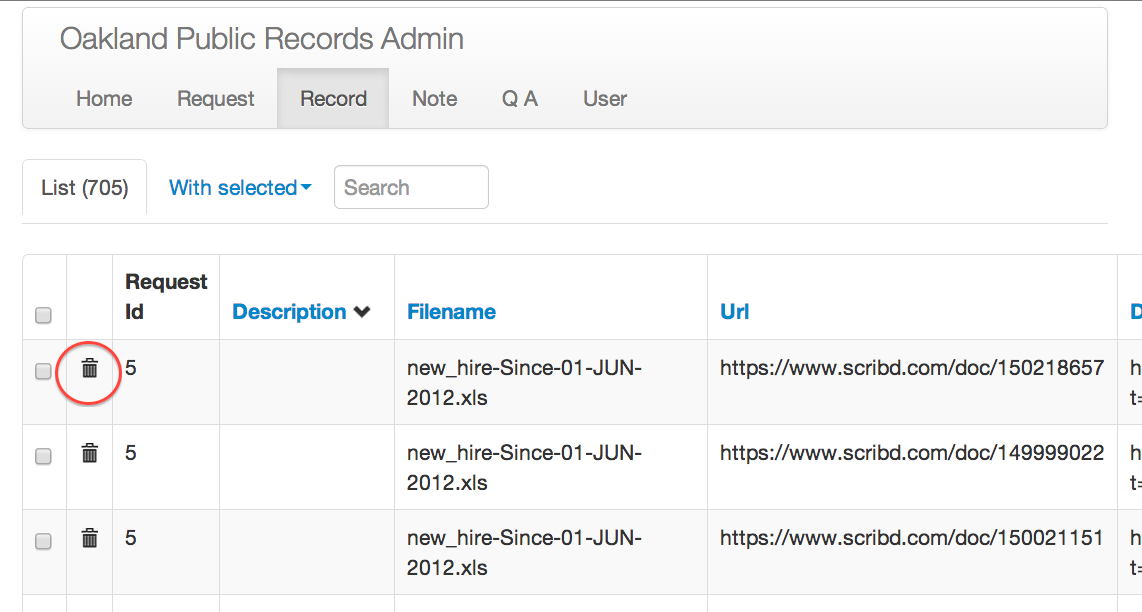 Oakland Public Records Admin
Home Request Record Note Q A User
List (705) With selected Search
Request
Id Description Filename Url D
5 new_hire-Since-01-JUN- https://www.scribd.com/doc/150218657 h
2012.xls t=
5 new_hire-Since-01-JUN- https://www.scribd.com/doc/149999022 h
2012.xls t=
5 new_hire-Since-01-JUN- https://www.scribd.com/doc/150021151 h
2012.xls t=